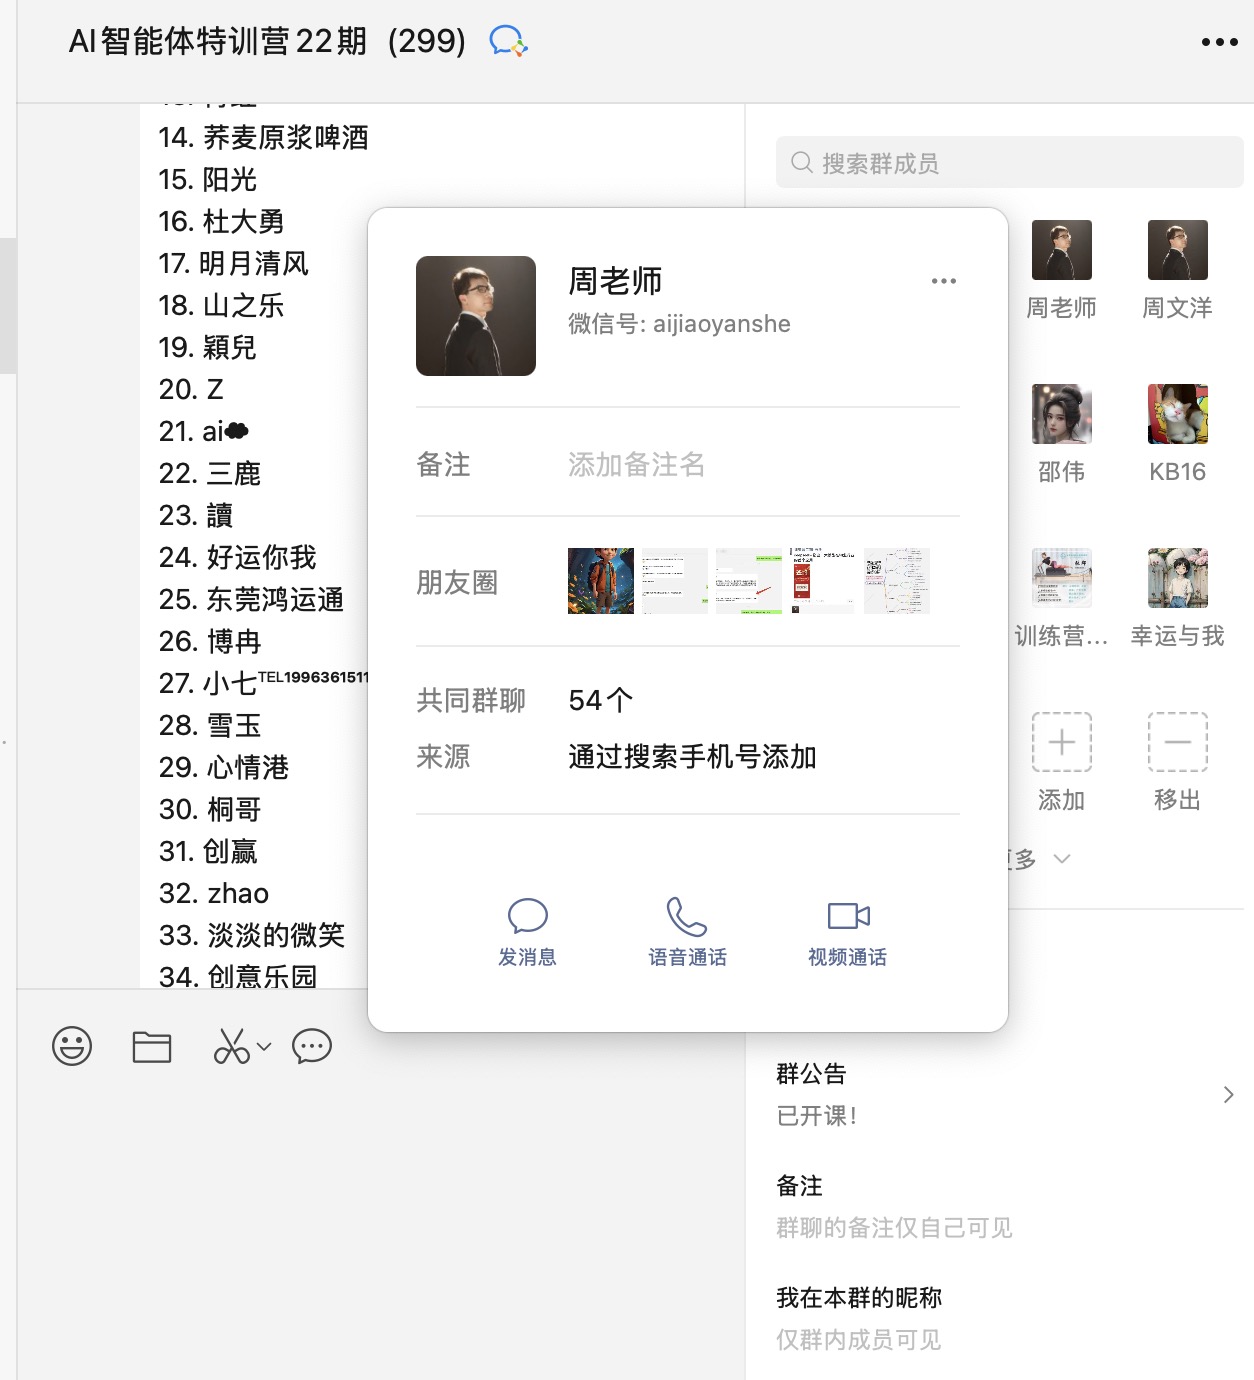 AI智能体特训营22期 (299)
14. 荞麦原浆啤酒
15. 阳光
16. 杜大勇
17. 明月清风
18. 山之乐
19. 穎兒
20. Z
21. ai
22. 三鹿
23. 讀
24. 好运你我
25. 东莞鸿运通
26. 博冉
27. 小七TEL1996361511
28. 雪玉
29. 心情港
30. 桐哥
31. 创赢
32. zhao
33. 淡淡的微笑
34. 创意乐园
周老师
微信号: aijiaoyanshe
备注 添加备注名
朋友圈
共同群聊 54个
来源 通过搜索手机号添加
发消息 语音通话 视频通话
搜索群成员
周老师 周文洋
邵伟 KB16
训练营... 幸运与我
添加 移出
更多
群公告
已开课!
备注
群聊的备注仅自己可见
我在本群的昵称
仅群内成员可见